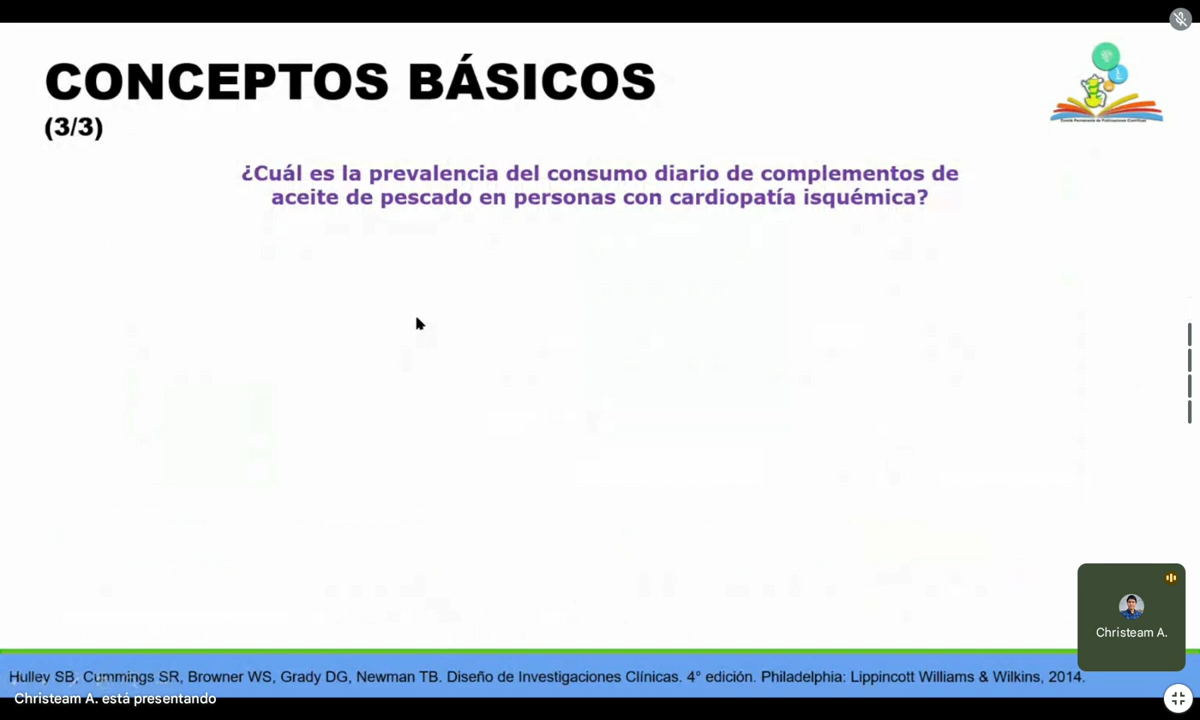 CONCEPTOS BÁSICOS
(3/3)
¿Cuál es la prevalencia del consumo diario de complementos de
aceite de pescado en personas con cardiopatía isquémica?
Christeam A.
Hulley SB, Cummings SR, Browner WS, Grady DG, Newman TB. Diseño de Investigaciones Clínicas. 4° edición. Philadelphia: Lippincott Williams & Wilkins, 2014.
Christeam A. está presentando